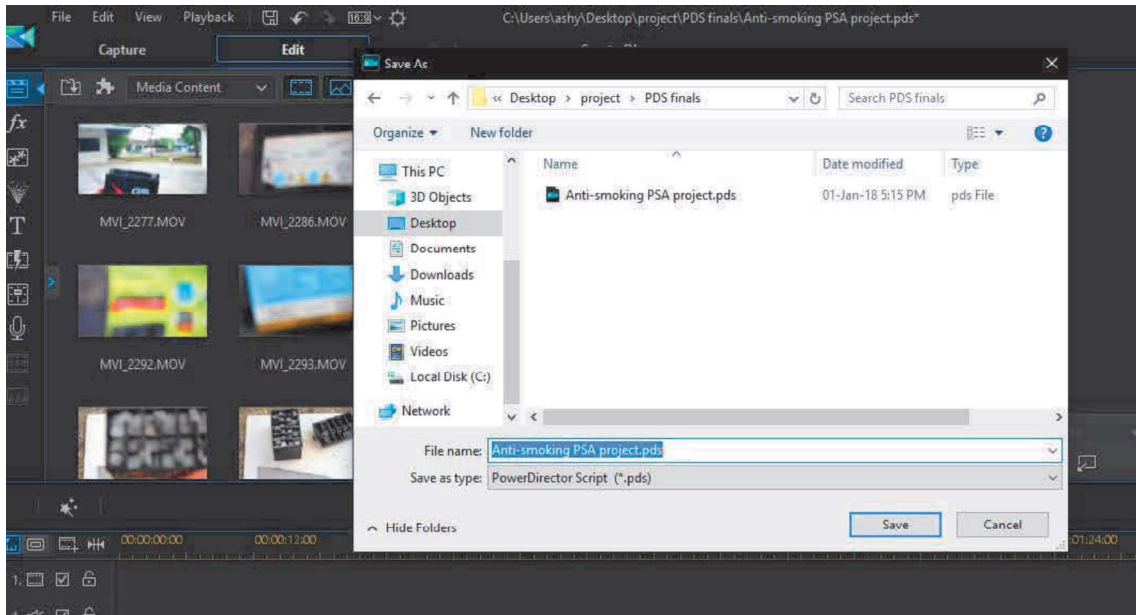 File Edit View Playback 16:9 C:\Users\ashy\Desktop\project\PDS finals\Anti-smoking PSA project.pds*
Capture Edit
Save As
« Desktop › project › PDS finals Search PDS finals
Media Content
Organize New folder
Name Date modified Type
This PC
Anti-smoking PSA project.pds 01-Jan-18 5:15 PM pds File
3D Objects
Desktop
Documents
Downloads
Music
Pictures
Videos
Local Disk (C:)
Network
fx
T
MVI_2277.MOV MVI_2286.MOV
MVI_2292.MOV MVI_2293.MOV
File name: Anti-smoking PSA project.pds
Save as type: PowerDirector Script (*.pds)
Hide Folders Save Cancel
00:00:00:00 00:00:12:00 01:24:00
1.